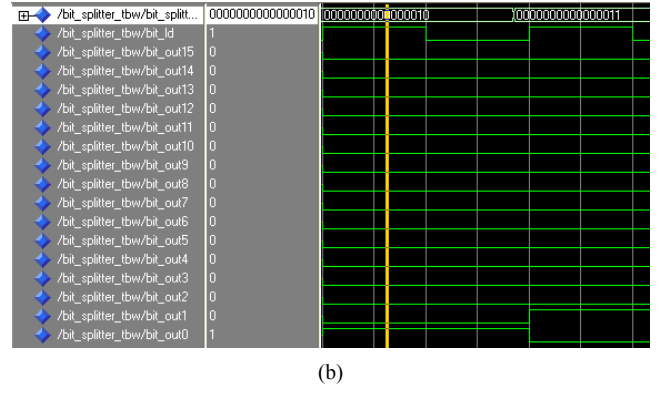 /bit_splitter_tbw/bit_splitt... 0000000000000010 0000000000000010 0000000000000011
/bit_splitter_tbw/bit_ld 1
/bit_splitter_tbw/bit_out15 0
/bit_splitter_tbw/bit_out14 0
/bit_splitter_tbw/bit_out13 0
/bit_splitter_tbw/bit_out12 0
/bit_splitter_tbw/bit_out11 0
/bit_splitter_tbw/bit_out10 0
/bit_splitter_tbw/bit_out9 0
/bit_splitter_tbw/bit_out8 0
/bit_splitter_tbw/bit_out7 0
/bit_splitter_tbw/bit_out6 0
/bit_splitter_tbw/bit_out5 0
/bit_splitter_tbw/bit_out4 0
/bit_splitter_tbw/bit_out3 0
/bit_splitter_tbw/bit_out2 0
/bit_splitter_tbw/bit_out1 0
/bit_splitter_tbw/bit_out0 1
(b)